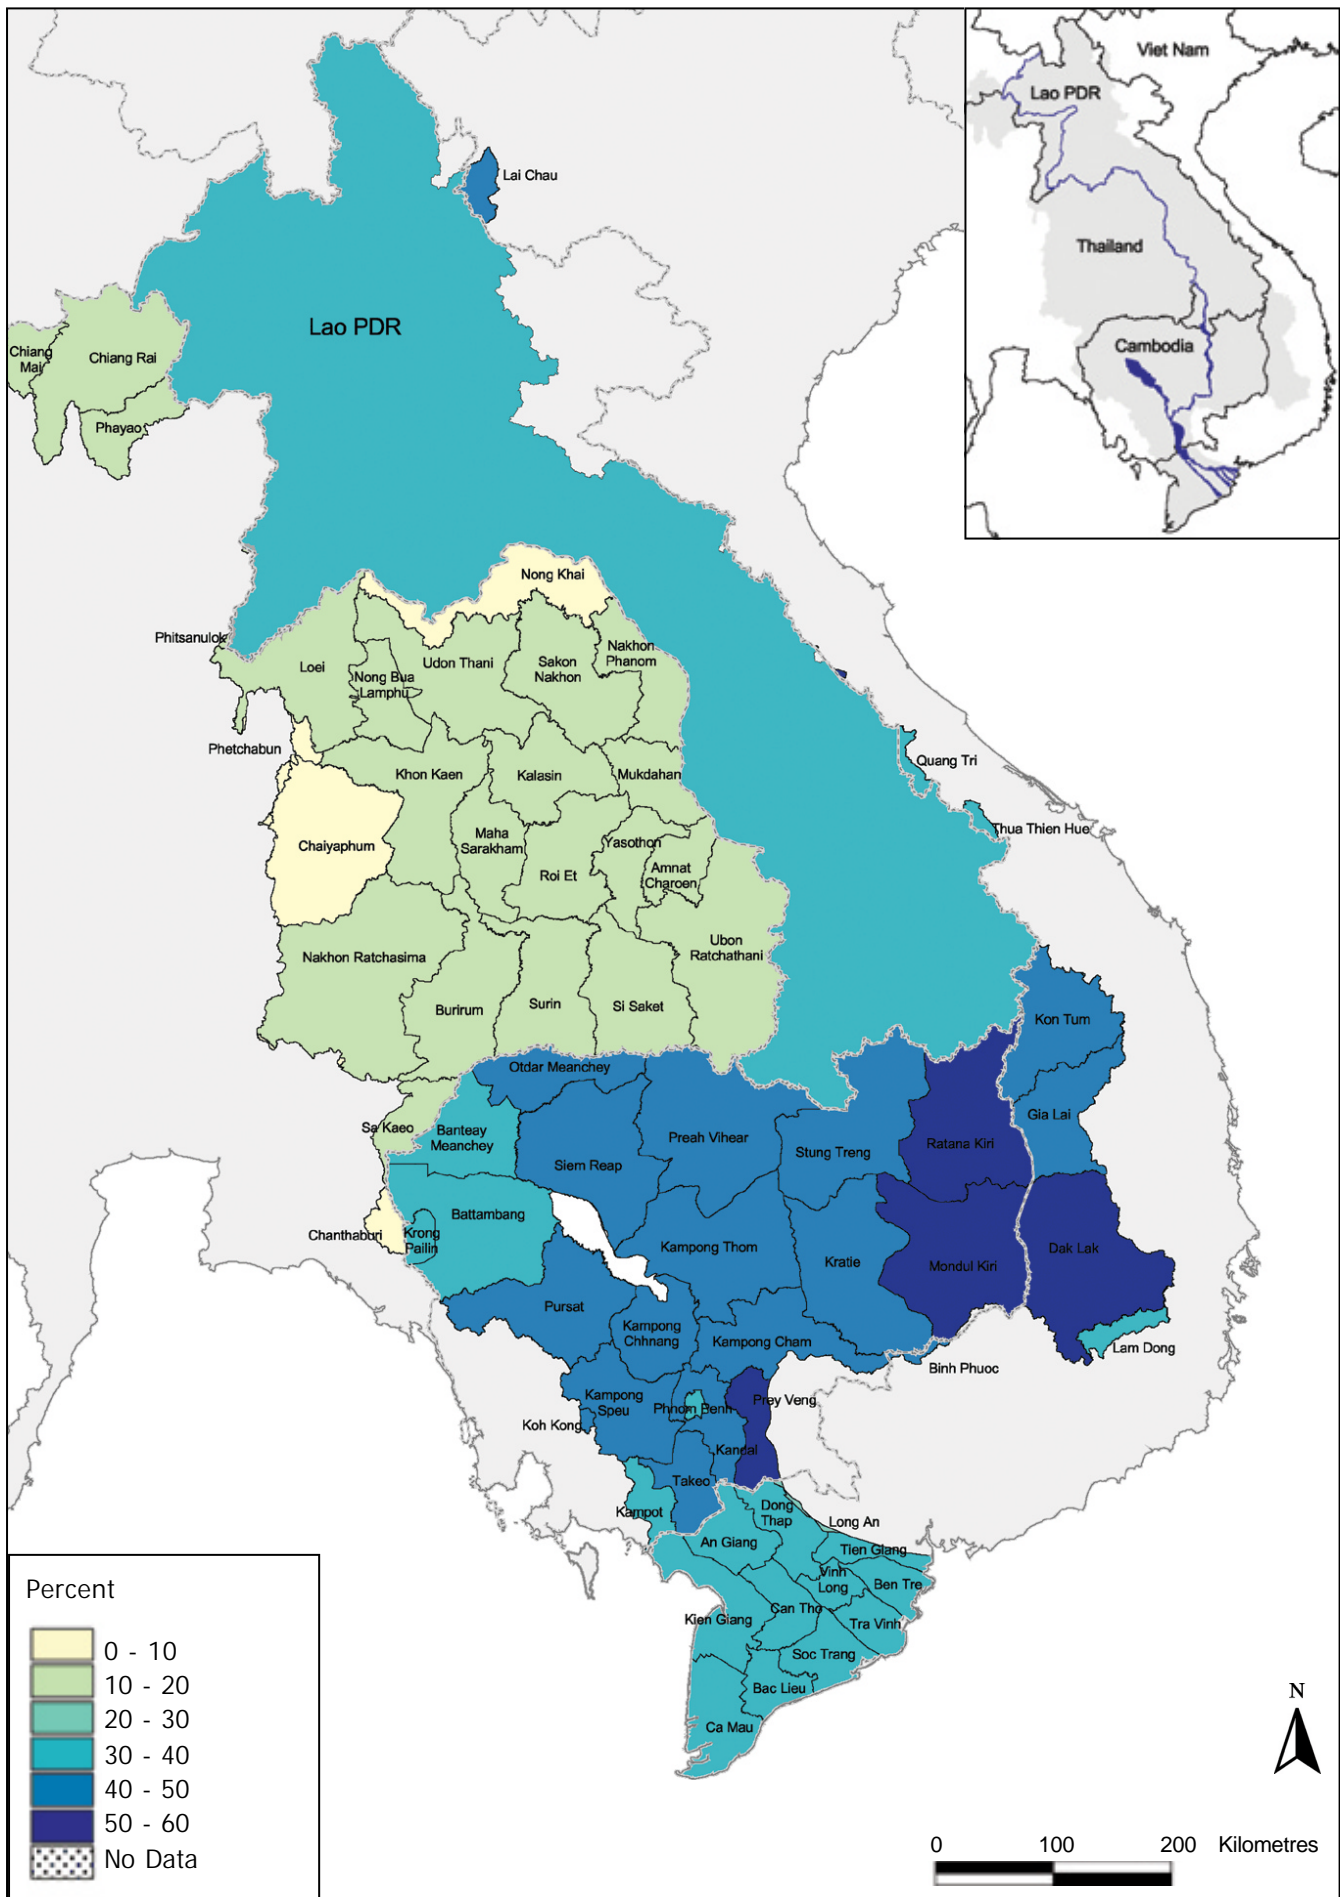 Viet Nam
Lao PDR
Thailand
Cambodia
Lai Chau
Lao PDR
Chiang
Mai
Chiang Rai
Phayao
Nong Khai
Phitsanulok
Loei
Nong Bua
Lamphu
Udon Thani
Sakon
Nakhon
Nakhon
Phanom
Phetchabun
Khon Kaen
Kalasin
Mukdahan
Quang Tri
Thua Thien Hue
Chaiyaphum
Maha
Sarakham
Roi Et
Yasothon
Amnat
Charoen
Nakhon Ratchasima
Burirum
Surin
Si Saket
Ubon
Ratchathani
Kon Tum
Otdar Meanchey
Gia Lai
Sa Kaeo
Banteay
Meanchey
Siem Reap
Preah Vihear
Stung Treng
Ratana Kiri
Chanthaburi
Krong
Pailin
Battambang
Kampong Thom
Kratie
Mondul Kiri
Dak Lak
Pursat
Kampong
Chhnang
Kampong Cham
Binh Phuoc
Lam Dong
Kampong
Speu
Phnom Penh
Prey Veng
Koh Kong
Kandal
Takeo
Kampot
Dong
Thap
Long An
An Giang
Tien Giang
Vinh
Long
Ben Tre
Kien Giang
Can Tho
Tra Vinh
Soc Trang
Bac Lieu
Ca Mau
Percent
0 - 10
10 - 20
20 - 30
30 - 40
40 - 50
50 - 60
No Data
N
0 100 200 Kilometres